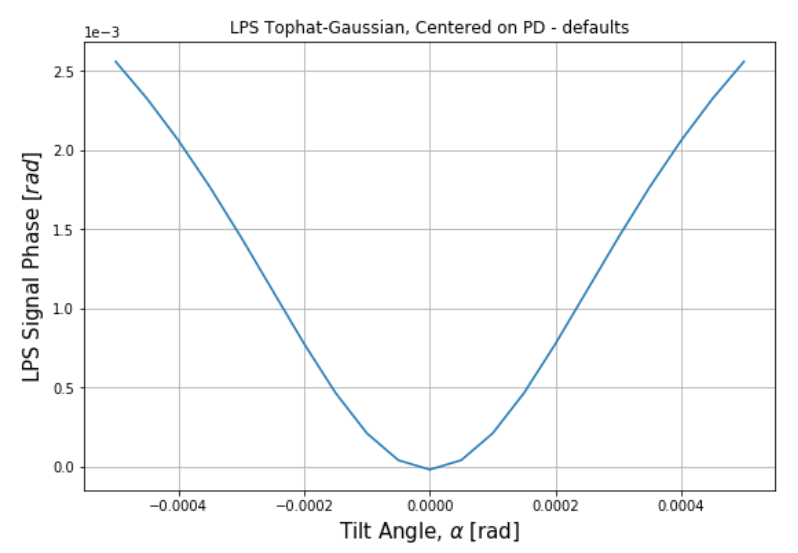 LPS Tophat-Gaussian, Centered on PD - defaults
1e−3
2.5
2.0
1.5
1.0
0.5
0.0
LPS Signal Phase [rad]
−0.0004 −0.0002 0.0000 0.0002 0.0004
Tilt Angle, α [rad]